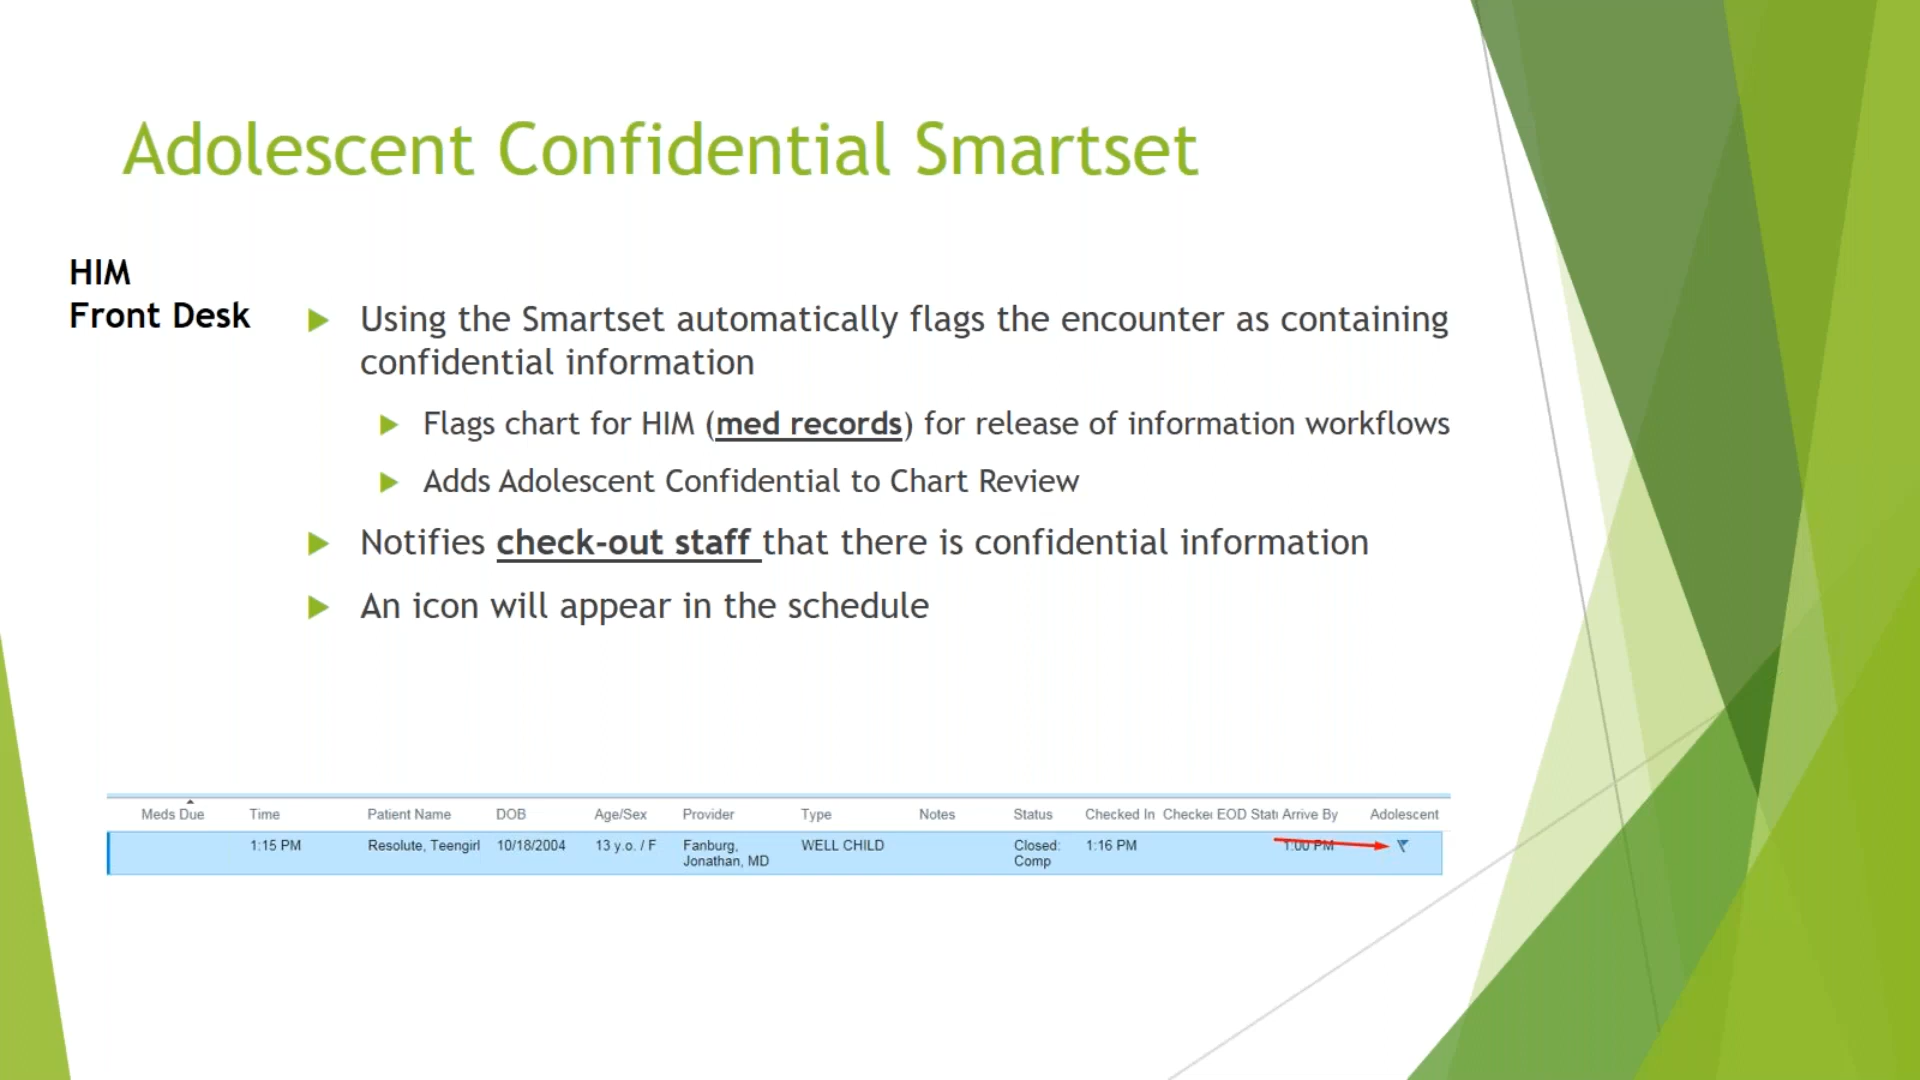 Adolescent Confidential Smartset
HIM
Front Desk
Using the Smartset automatically flags the encounter as containing
confidential information
Flags chart for HIM (med records) for release of information workflows
Adds Adolescent Confidential to Chart Review
Notifies check-out staff that there is confidential information
An icon will appear in the schedule
Meds Due Time Patient Name DOB Age/Sex Provider Type Notes Status Checked In Checke EOD Stat Arrive By Adolescent
1:15 PM Resolute, Teengirl 10/18/2004 13 y.o. / F Fanburg, WELL CHILD Closed: 1:16 PM 1:00 PM
Jonathan, MD Comp